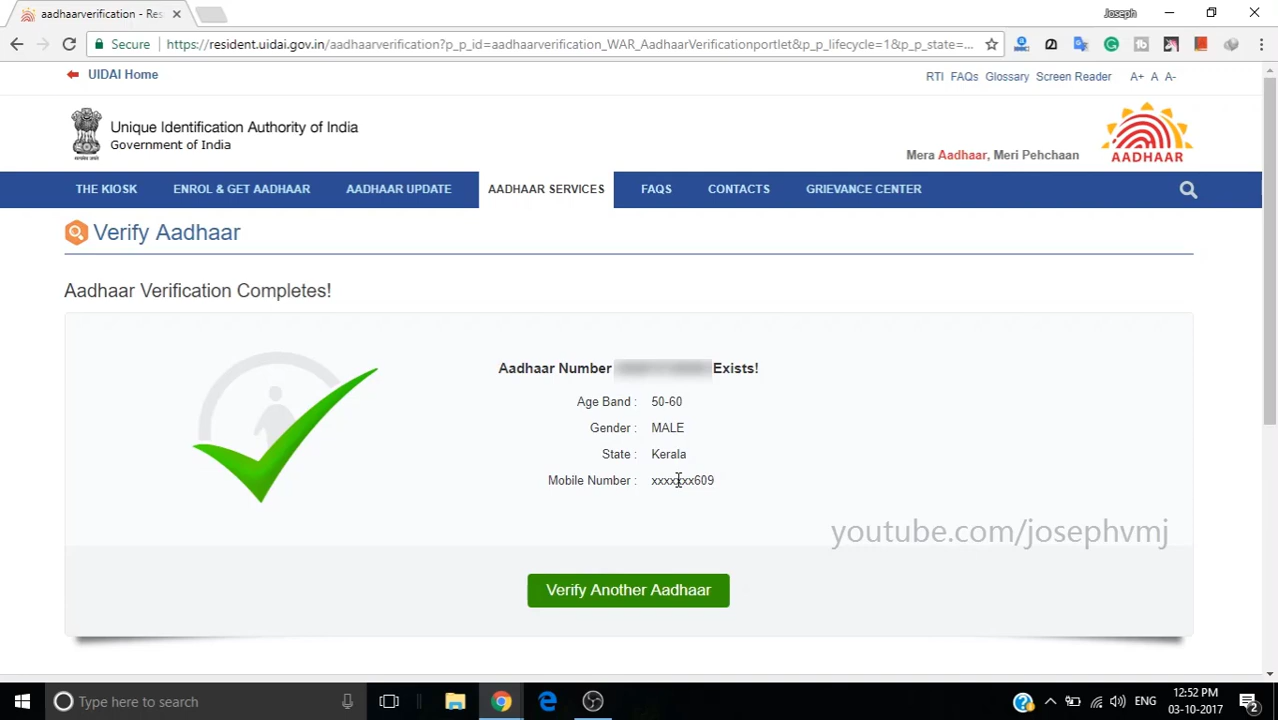 aadhaarverification - Res
Joseph
Secure
https://resident.uidai.gov.in/aadhaarverification?p_p_id=aadhaarverification_WAR_AadhaarVerificationportlet&p_p_lifecycle=1&p_p_state=...
UIDAI Home
RTI FAQs Glossary Screen Reader A+ A A-
Unique Identification Authority of India
Government of India
Mera Aadhaar, Meri Pehchaan
AADHAAR
THE KIOSK ENROL & GET AADHAAR AADHAAR UPDATE AADHAAR SERVICES FAQS CONTACTS GRIEVANCE CENTER
Verify Aadhaar
Aadhaar Verification Completes!
Aadhaar Number Exists!
Age Band : 50-60
Gender : MALE
State : Kerala
Mobile Number : xxxxxxx609
youtube.com/josephvmj
Verify Another Aadhaar
Type here to search
ENG
12:52 PM
03-10-2017
2